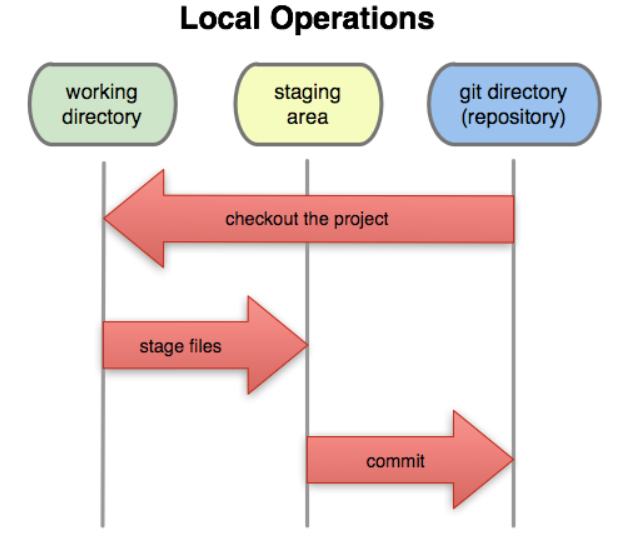 Local Operations
working
directory
staging
area
git directory
(repository)
checkout the project
stage files
commit